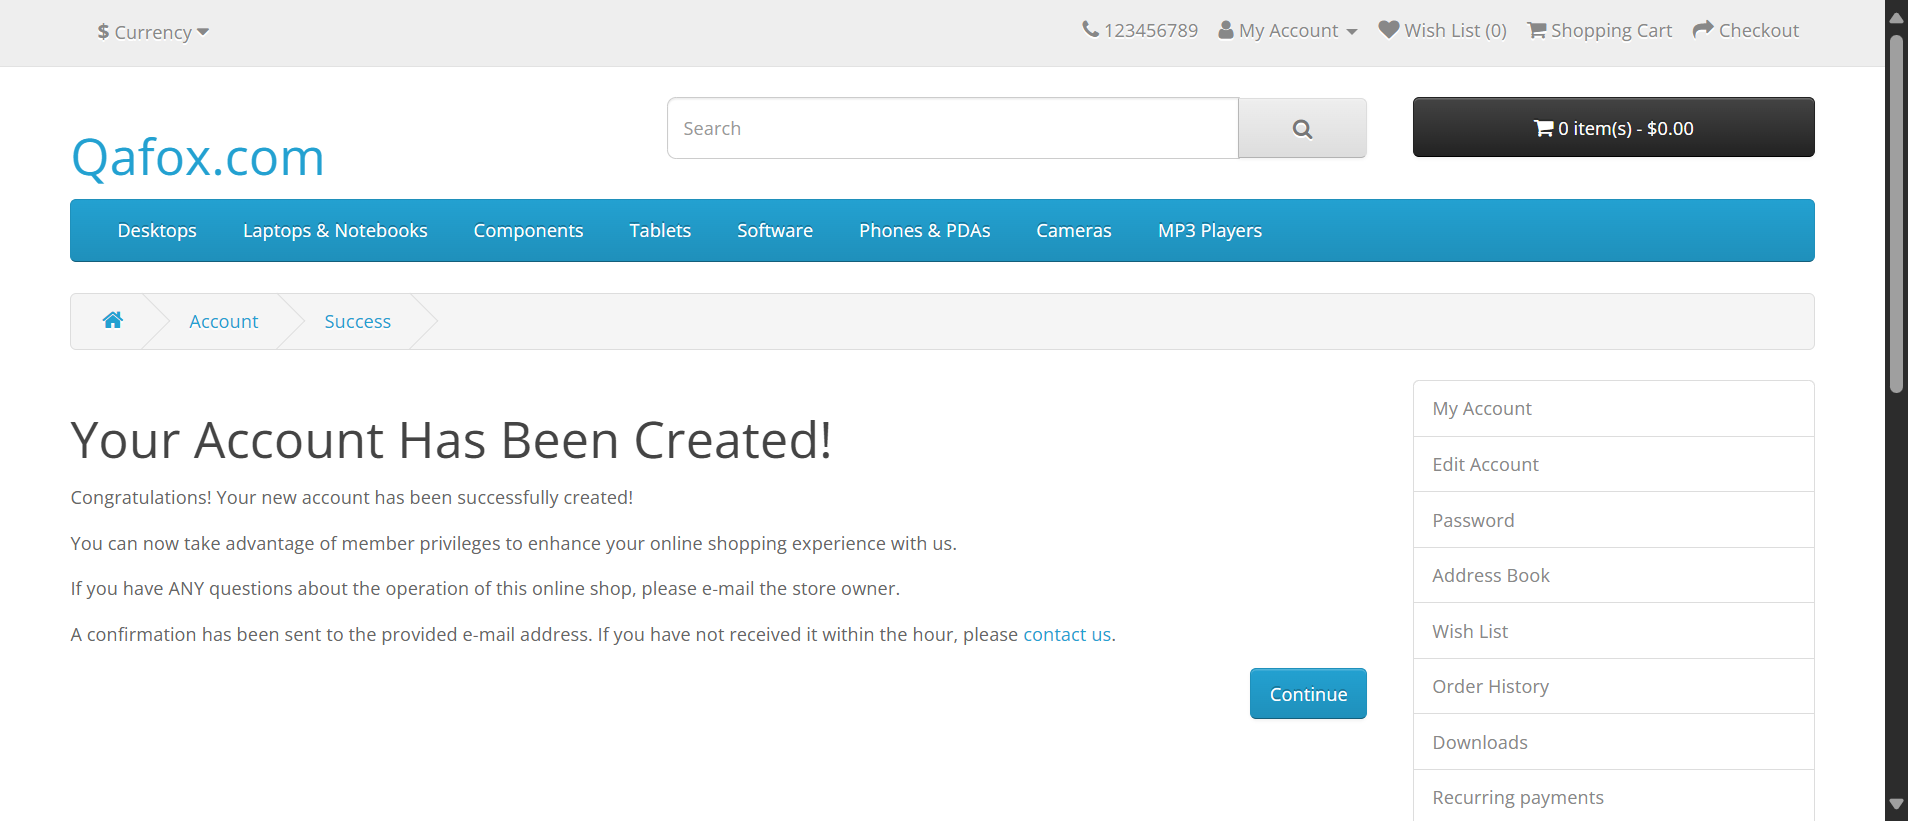 $ Currency
123456789 My Account Wish List (0) Shopping Cart Checkout
Qafox.com
Search
0 item(s) - $0.00
Desktops Laptops & Notebooks Components Tablets Software Phones & PDAs Cameras MP3 Players
Account Success
Your Account Has Been Created!
Congratulations! Your new account has been successfully created!
You can now take advantage of member privileges to enhance your online shopping experience with us.
If you have ANY questions about the operation of this online shop, please e-mail the store owner.
A confirmation has been sent to the provided e-mail address. If you have not received it within the hour, please contact us.
Continue
My Account
Edit Account
Password
Address Book
Wish List
Order History
Downloads
Recurring payments